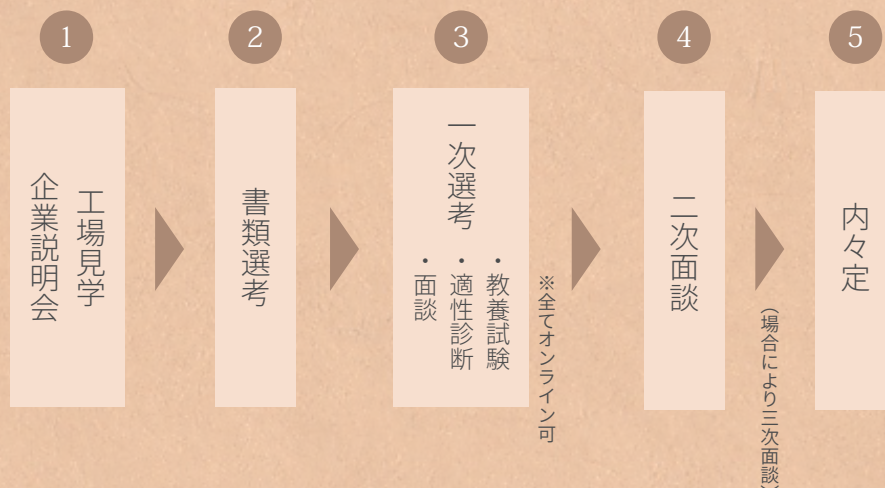 1
工場見学
企業説明会
2
書類選考
3
一次選考
・教養試験
・適性診断
・面談
※全てオンライン可
4
二次面談
（場合により三次面談）
5
内々定